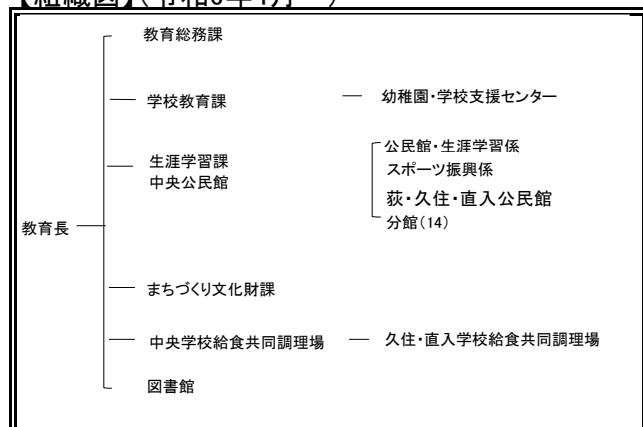 教育総務課
学校教育課 幼稚園・学校支援センター
生涯学習課
中央公民館
公民館・生涯学習係
スポーツ振興係
荻・久住・直入公民館
分館(14)
教育長
まちづくり文化財課
中央学校給食共同調理場 久住・直入学校給食共同調理場
図書館